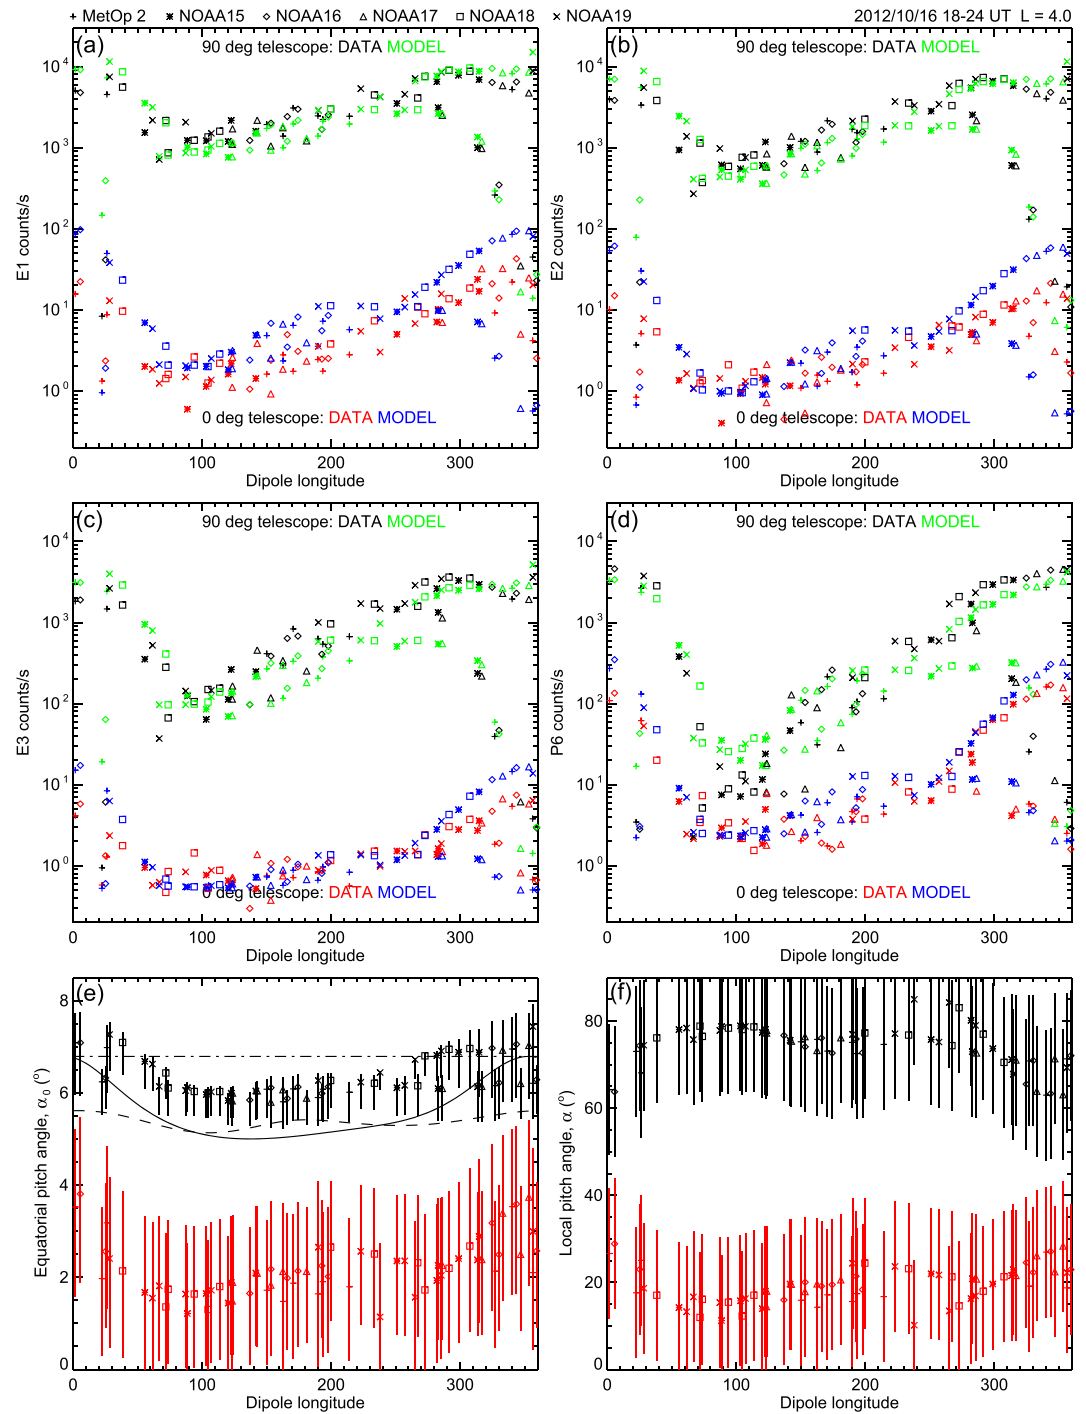 + MetOp 2 ✳ NOAA15 ◇ NOAA16 △ NOAA17 □ NOAA18 × NOAA19 2012/10/16 18-24 UT L = 4.0
(a) 90 deg telescope: DATA MODEL
10^4
10^3
10^2
10^1
10^0
E1 counts/s
0 deg telescope: DATA MODEL
0 100 200 300
Dipole longitude
(b) 90 deg telescope: DATA MODEL
10^4
10^3
10^2
10^1
10^0
E2 counts/s
0 deg telescope: DATA MODEL
0 100 200 300
Dipole longitude
(c) 90 deg telescope: DATA MODEL
10^4
10^3
10^2
10^1
10^0
E3 counts/s
0 deg telescope: DATA MODEL
0 100 200 300
Dipole longitude
(d) 90 deg telescope: DATA MODEL
10^4
10^3
10^2
10^1
10^0
P6 counts/s
0 deg telescope: DATA MODEL
0 100 200 300
Dipole longitude
(e)
8
6
4
2
0
Equatorial pitch angle, α₀ (°)
0 100 200 300
Dipole longitude
(f)
80
60
40
20
0
Local pitch angle, α (°)
0 100 200 300
Dipole longitude